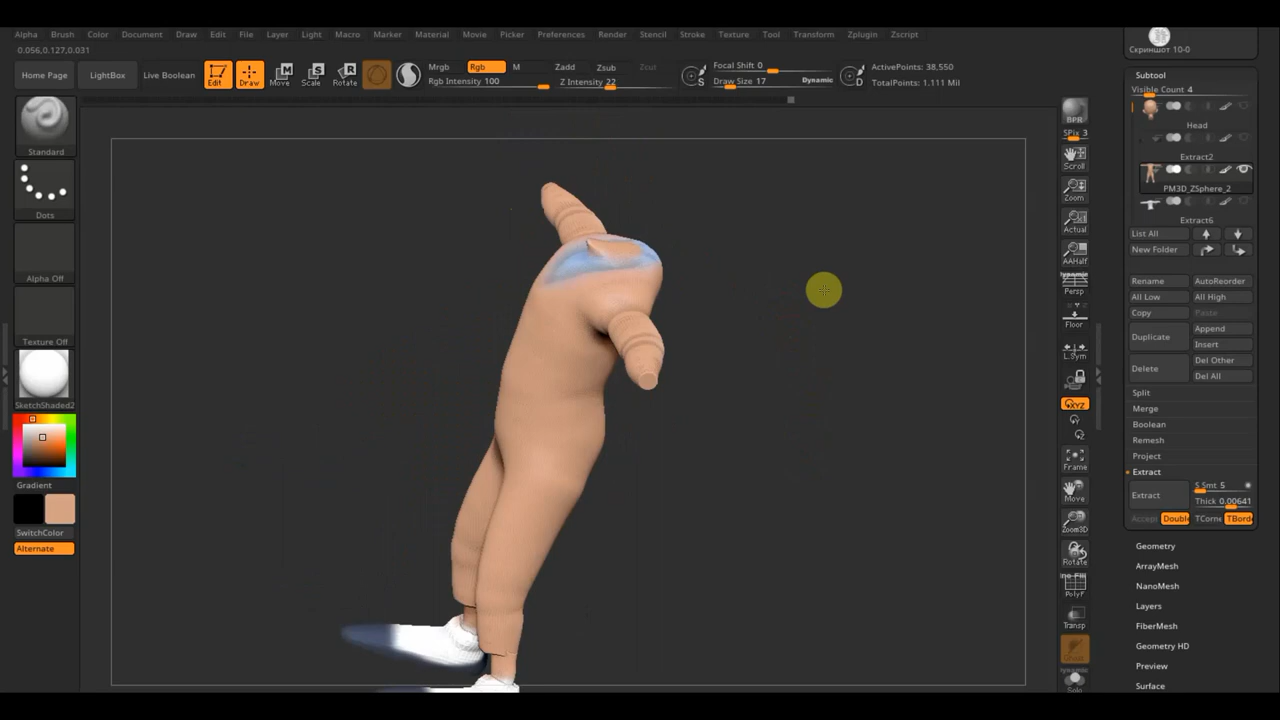 Alpha Brush Color Document Draw Edit File Layer Light Macro Marker Material Movie Picker Preferences Render Stencil Stroke Texture Tool Transform Zplugin Zscript
0.056,0.127,0.031
Home Page LightBox Live Boolean Edit Draw Move Scale Rotate
Mrgb Rgb M Zadd Zsub Cut
Rgb Intensity 100 Z Intensity 22
Focal Shift 0
Draw Size 17 Dynamic
S D
ActivePoints: 38,550
TotalPoints: 1.111 Mil
Standard
Dots
Alpha Off
Texture Off
SketchShaded2
Gradient
SwitchColor
Alternate
BPR
SPix 3
Scroll
Zoom
Actual
AAHalf
Dynamic
Persp
Floor
L.Sym
XYZ
Y
Z
Frame
Move
Zoom3D
Rotate
PolyF
Transp
Ghost
Dynamic
Solo
Скриншот 10-0
Subtool
Visible Count 4
Head
Extract2
PM3D_ZSphere_2
Extract6
List All
New Folder
Rename AutoReorder
All Low All High
Copy Paste
Duplicate Append
Insert
Delete Del Other
Del All
Split
Merge
Boolean
Remesh
Project
Extract
Extract S Smt 5
Thick 0.00641
Accept Double TCorne TBorde
Geometry
ArrayMesh
NanoMesh
Layers
FiberMesh
Geometry HD
Preview
Surface